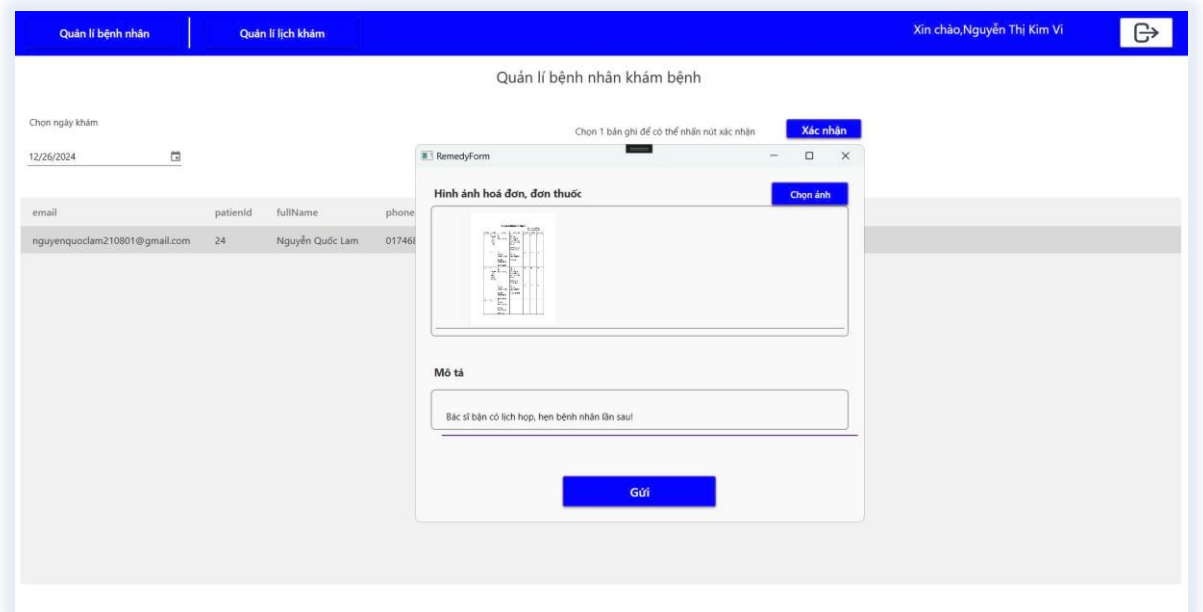 Quản lí bệnh nhân
Quản lí lịch khám
Xin chào,Nguyễn Thị Kim Vi
Quản lí bệnh nhân khám bệnh
Chọn ngày khám
Chọn 1 bản ghi để có thể nhấn nút xác nhận
Xác nhận
12/26/2024
RemedyForm
Hình ảnh hoá đơn, đơn thuốc
Chọn ảnh
email patienId fullName phone
nguyenquoclam210801@gmail.com 24 Nguyễn Quốc Lam 01746
Mô tả
Bác sĩ bận có lịch họp, hẹn bệnh nhân lần sau!
Gửi